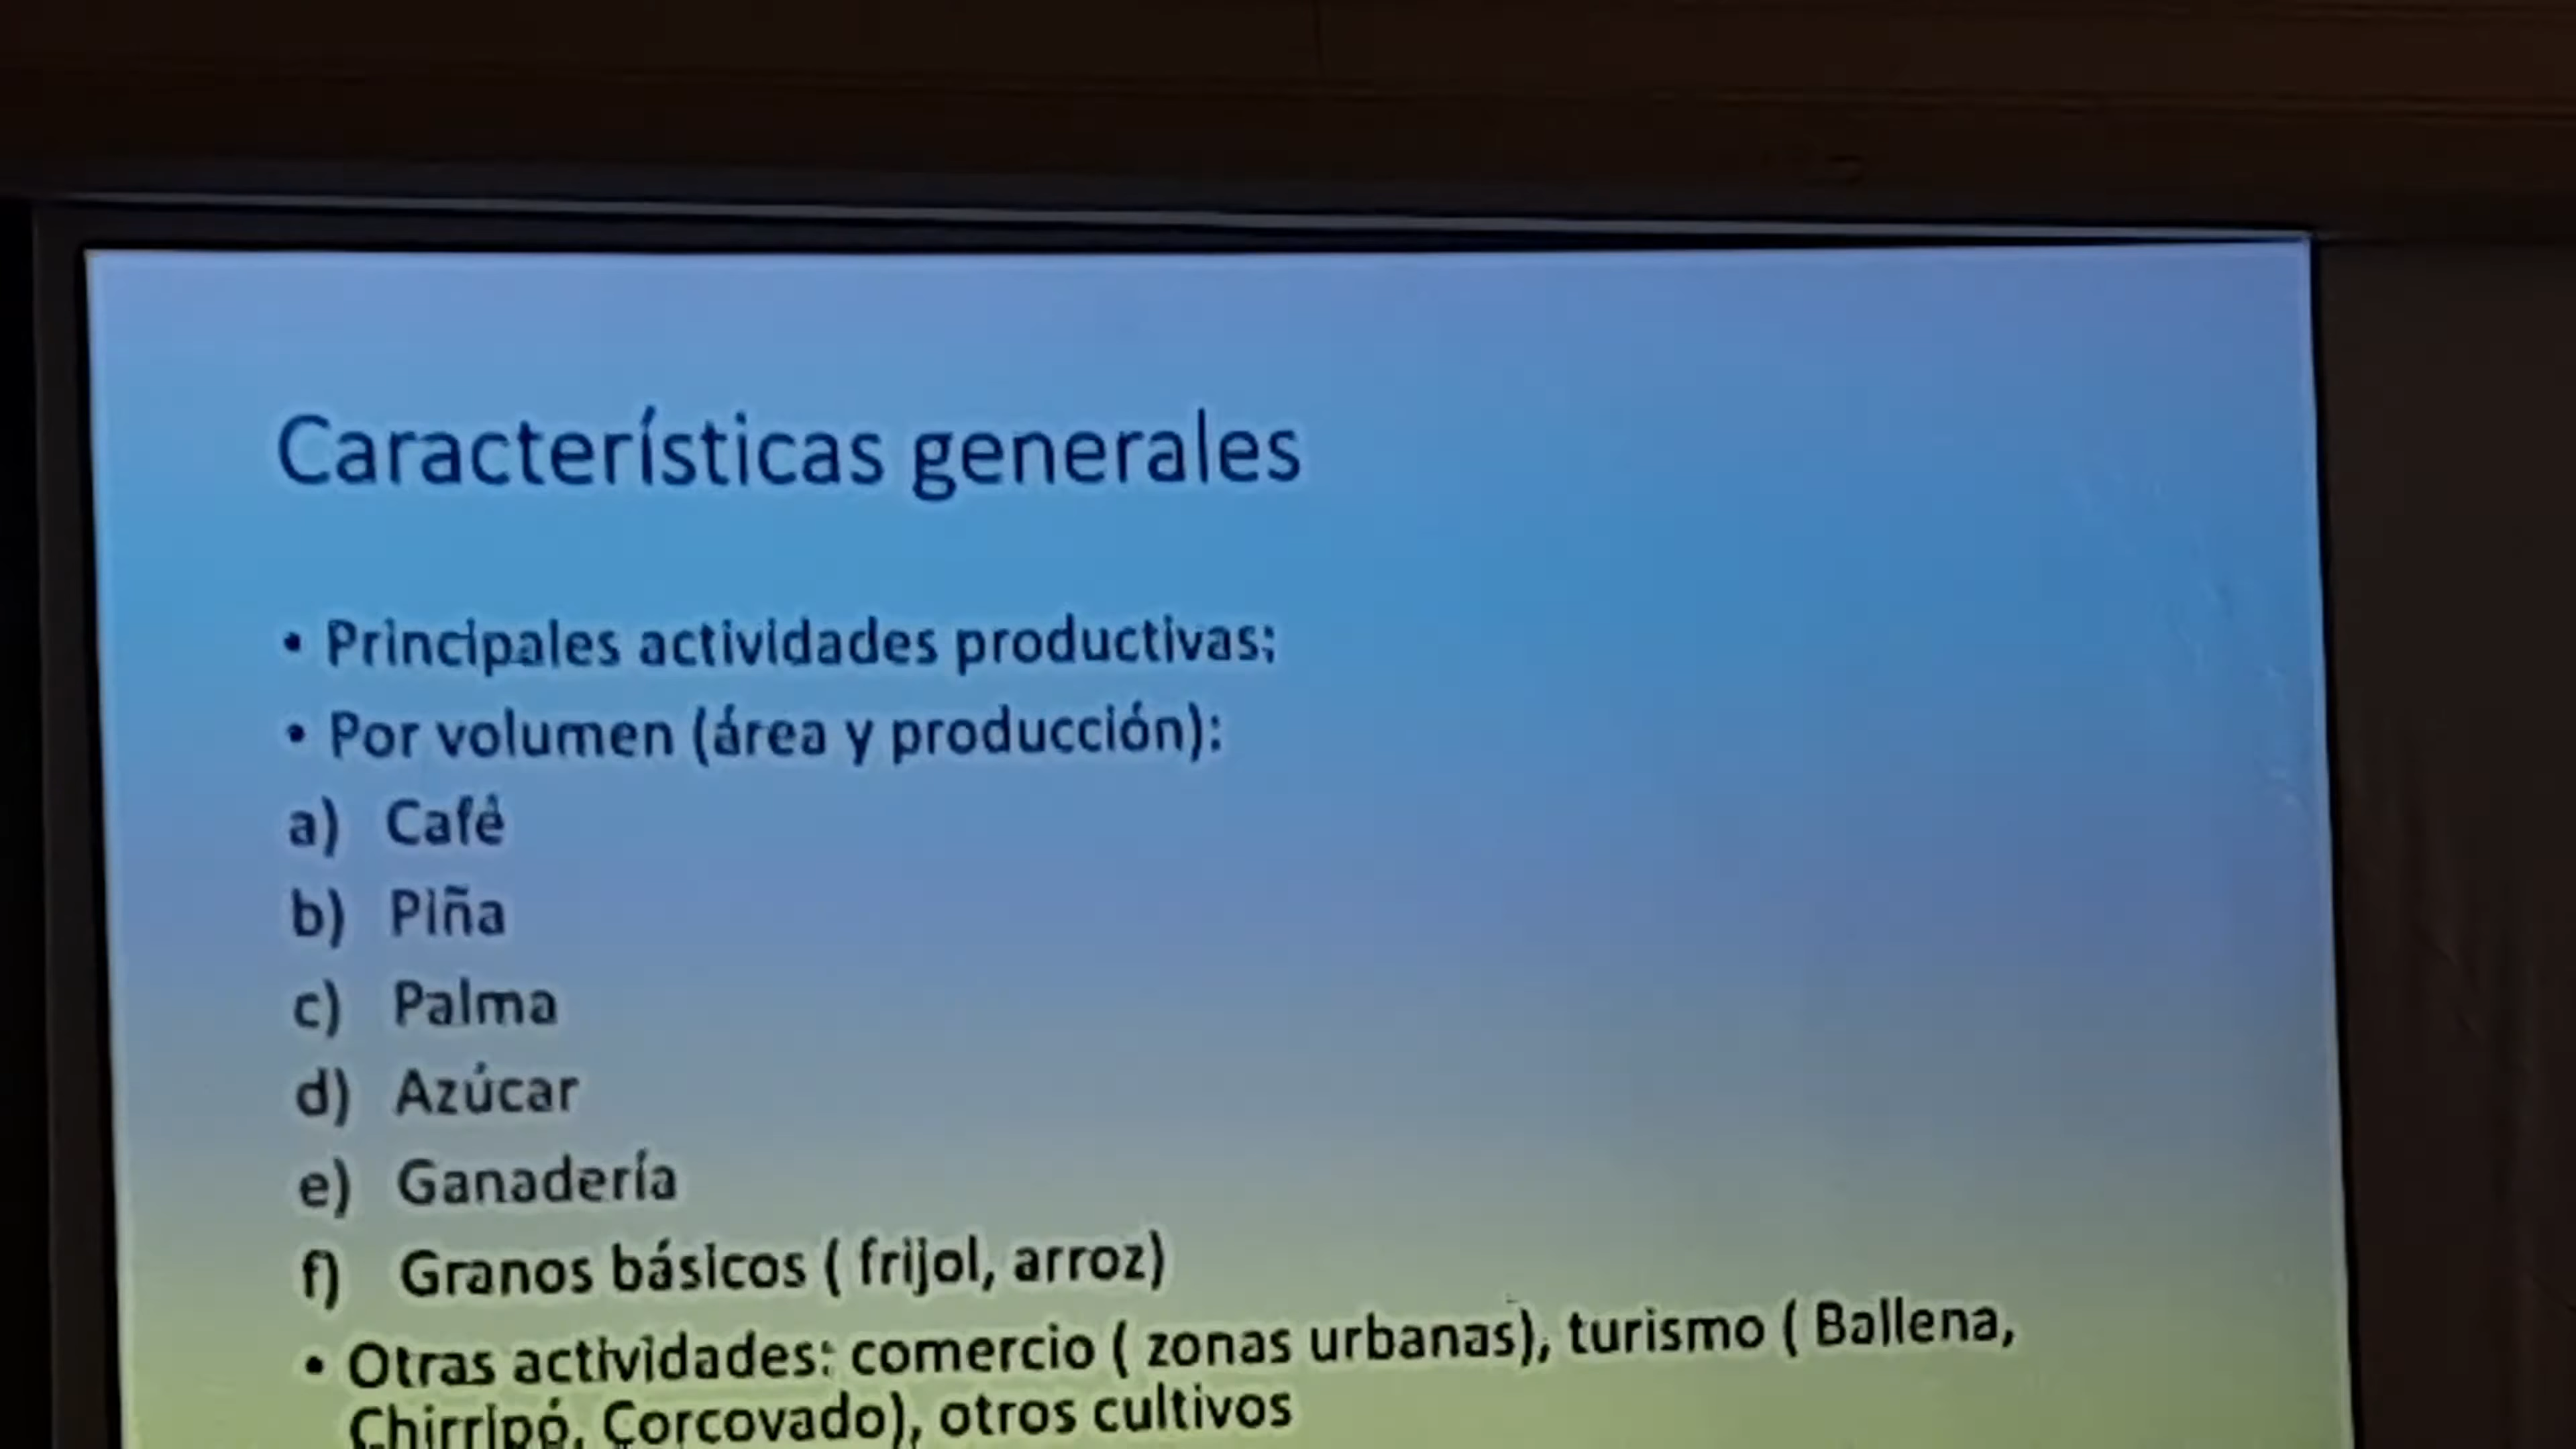 Características generales
• Principales actividades productivas:
• Por volumen (área y producción):
a) Café
b) Piña
c) Palma
d) Azúcar
e) Ganadería
f) Granos básicos ( frijol, arroz)
• Otras actividades: comercio ( zonas urbanas), turismo ( Ballena,
Chirripó, Corcovado), otros cultivos